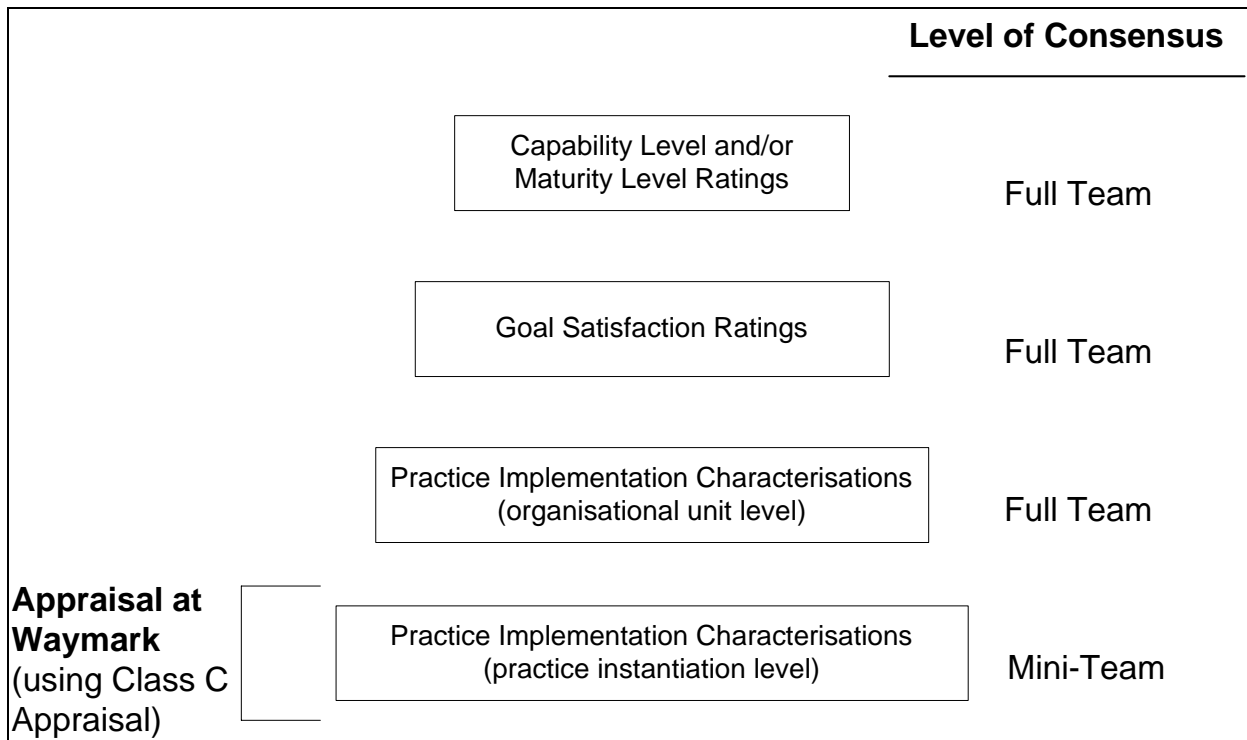 Level of Consensus
Capability Level and/or
Maturity Level Ratings
Full Team
Goal Satisfaction Ratings
Full Team
Practice Implementation Characterisations
(organisational unit level)
Full Team
Appraisal at
Waymark
(using Class C
Appraisal)
Practice Implementation Characterisations
(practice instantiation level)
Mini-Team